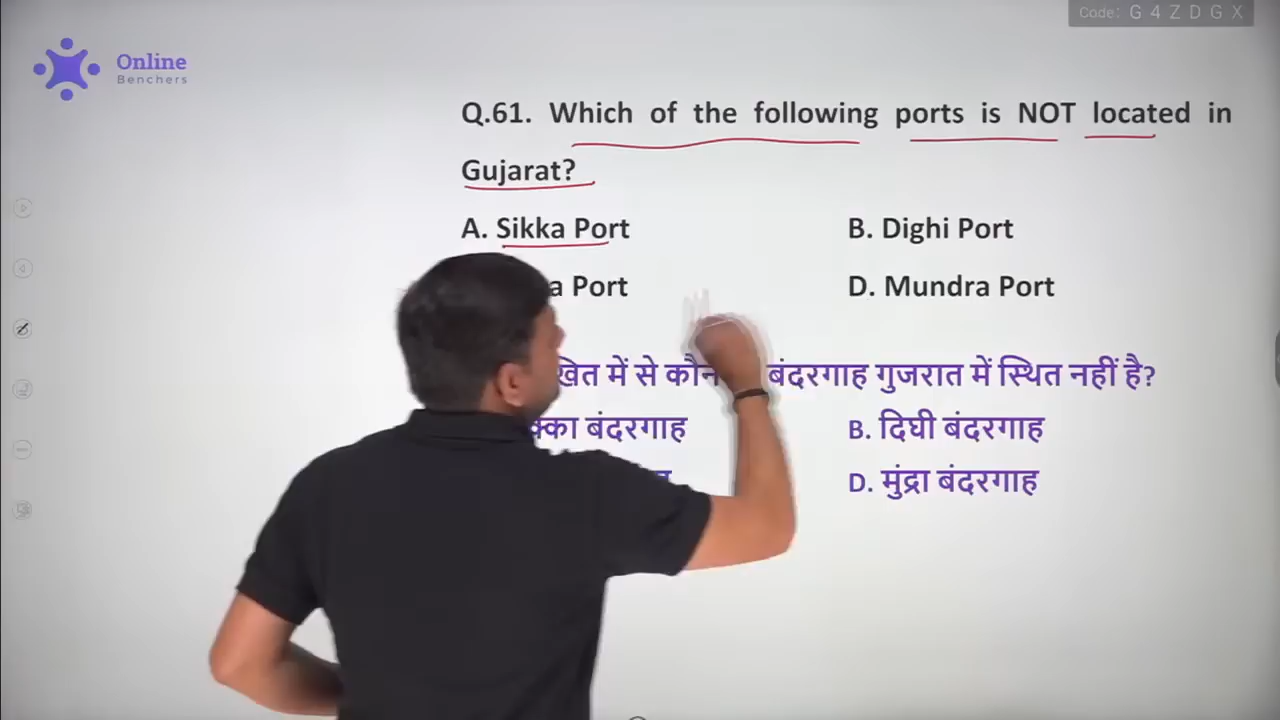 Code: G 4 Z D G X
Online
Benchers
Q.61. Which of the following ports is NOT located in
Gujarat?
A. Sikka Port B. Dighi Port
Port D. Mundra Port
में से कौन बंदरगाह गुजरात में स्थित नहीं है?
बंदरगाह B. दिघी बंदरगाह
D. मुंद्रा बंदरगाह